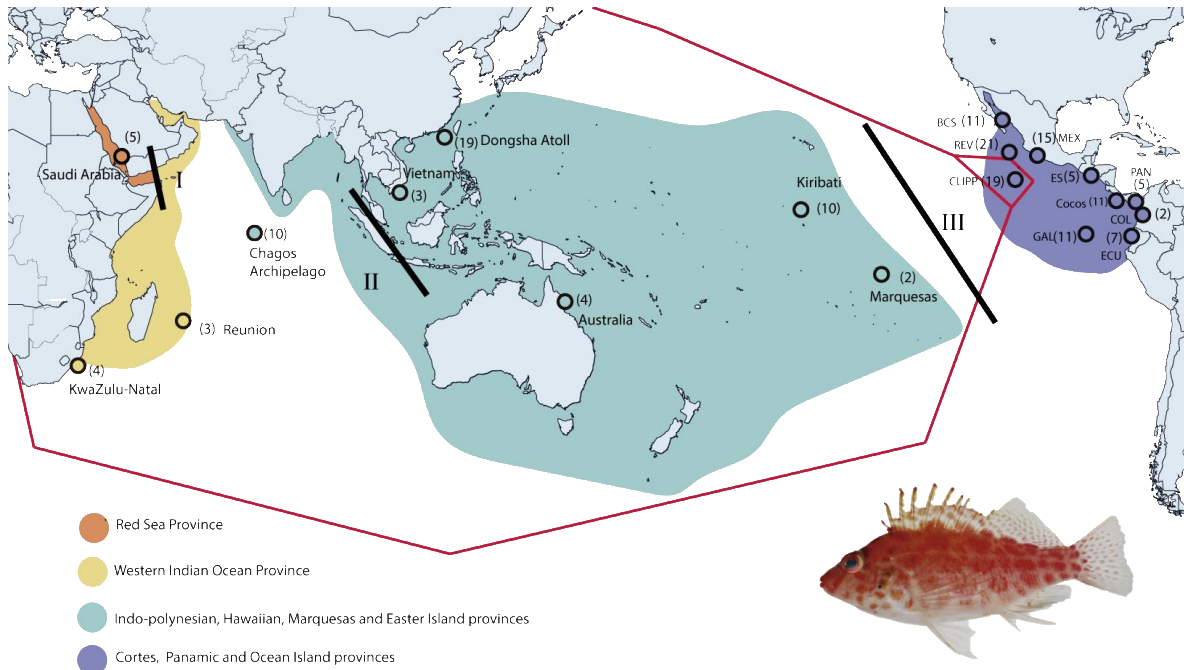 BCS (11)
REV(21)
(15) MEX
CLIPP(19)
ES(5)
PAN
(5)
Cocos(11)
COL
(2)
GAL(11)
(7)
ECU
(5)
Saudi Arabia
I
(19) Dongsha Atoll
Vietnam
(3)
Kiribati
(10)
III
(10)
Chagos
Archipelago
II
(2)
Marquesas
(4)
Australia
(3) Reunion
(4)
KwaZulu-Natal
Red Sea Province
Western Indian Ocean Province
Indo-polynesian, Hawaiian, Marquesas and Easter Island provinces
Cortes, Panamic and Ocean Island provinces